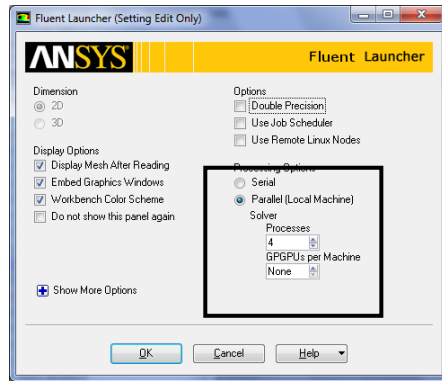 Fluent Launcher (Setting Edit Only)
ANSYS
Fluent Launcher
Dimension
2D
3D
Display Options
Display Mesh After Reading
Embed Graphics Windows
Workbench Color Scheme
Do not show this panel again
Show More Options
Options
Double Precision
Use Job Scheduler
Use Remote Linux Nodes
Processing Options
Serial
Parallel (Local Machine)
Solver
Processes
4
GPGPUs per Machine
None
OK
Cancel
Help